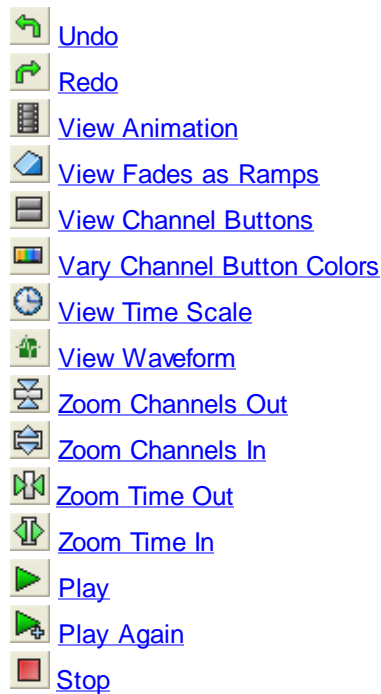 Undo
Redo
View Animation
View Fades as Ramps
View Channel Buttons
Vary Channel Button Colors
View Time Scale
View Waveform
Zoom Channels Out
Zoom Channels In
Zoom Time Out
Zoom Time In
Play
Play Again
Stop